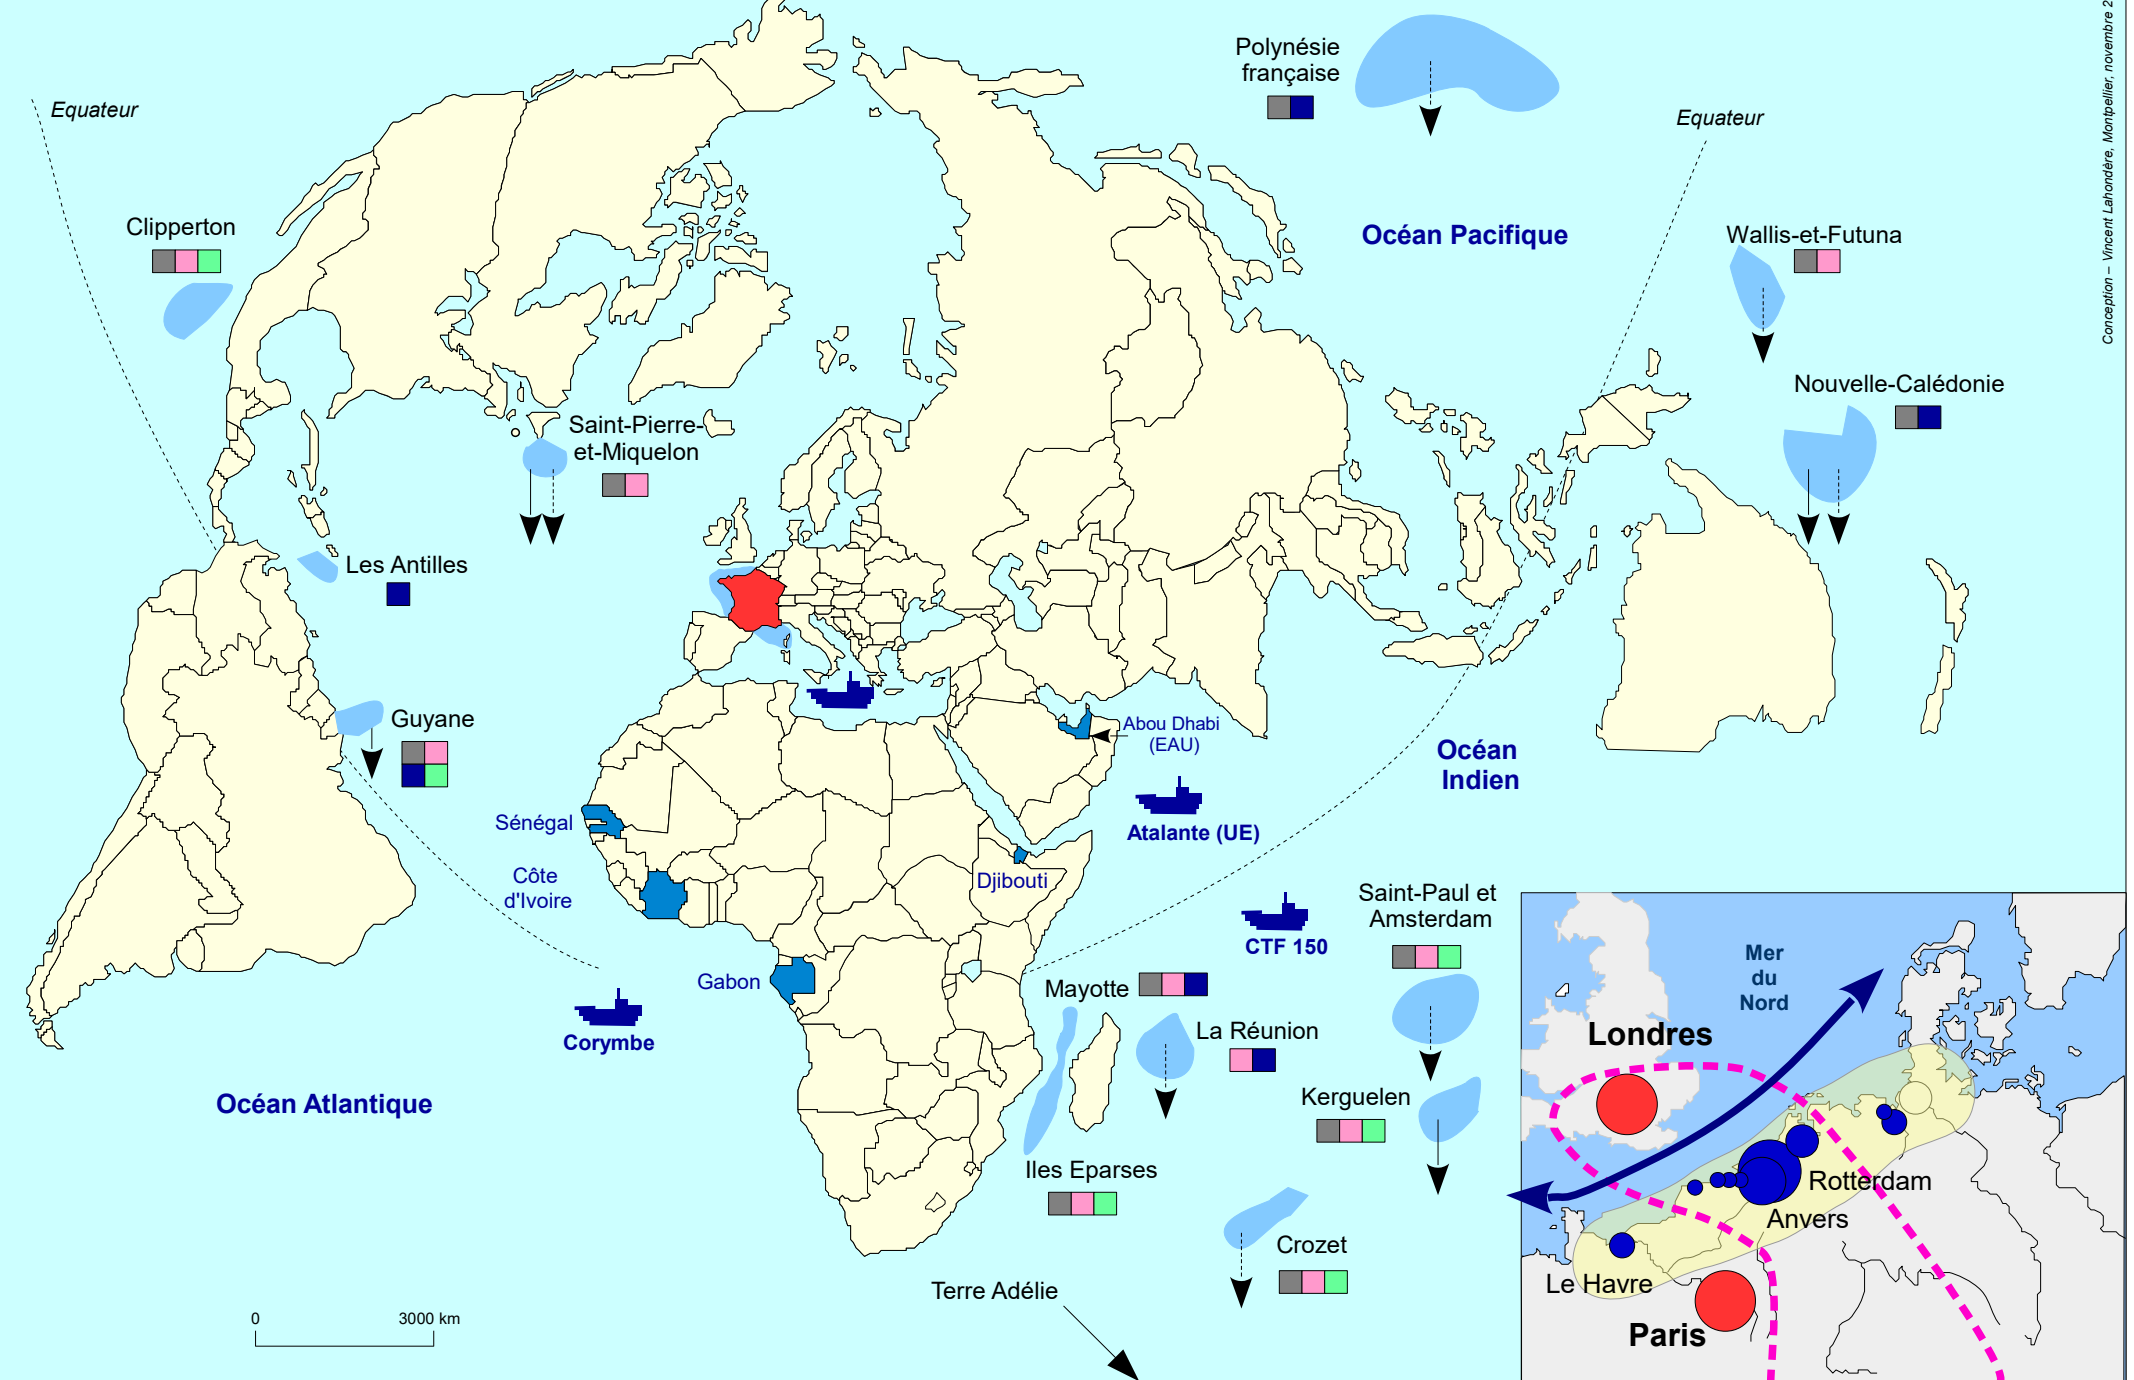 Conception – Vincent Lahondère, Montpellier, novembre 2
Polynésie
française
Equateur
Equateur
Clipperton
Océan Pacifique
Wallis-et-Futuna
Nouvelle-Calédonie
Saint-Pierre-
et-Miquelon
Les Antilles
Guyane
Abou Dhabi
(EAU)
Océan
Indien
Sénégal
Atalante (UE)
Côte
d'Ivoire
Djibouti
Saint-Paul et
Amsterdam
CTF 150
Gabon
Mayotte
La Réunion
Corymbe
Océan Atlantique
Kerguelen
Iles Eparses
Crozet
Terre Adélie
0 3000 km
Mer
du
Nord
Londres
Rotterdam
Anvers
Le Havre
Paris